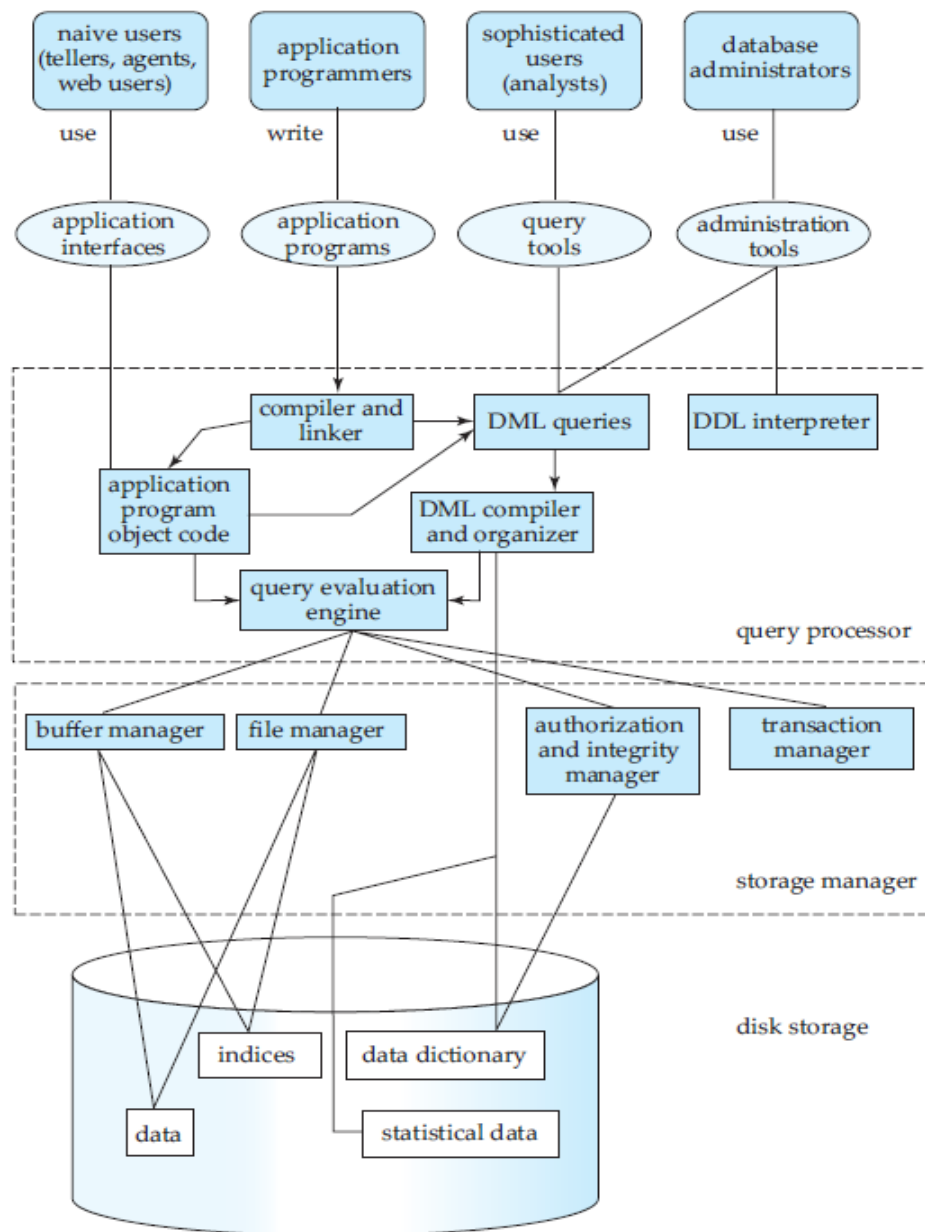 naive users
(tellers, agents,
web users)
application
programmers
sophisticated
users
(analysts)
database
administrators
use
write
use
use
application
interfaces
application
programs
query
tools
administration
tools
compiler and
linker
DML queries
DDL interpreter
application
program
object code
DML compiler
and organizer
query evaluation
engine
query processor
buffer manager
file manager
authorization
and integrity
manager
transaction
manager
storage manager
disk storage
indices
data dictionary
data
statistical data